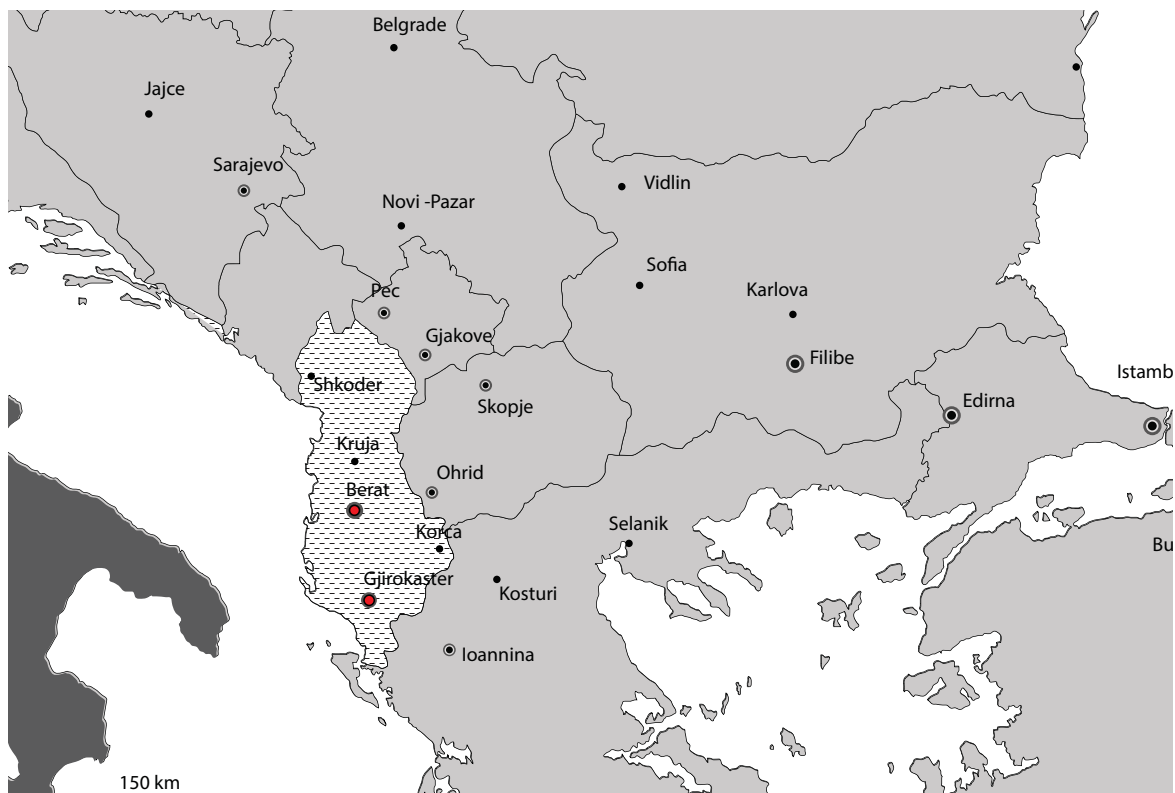 Belgrade
Jajce
Sarajevo
Vidlin
Novi -Pazar
Sofia
Pec
Karlova
Gjakove
Filibe
Istamb
Shkoder
Skopje
Edirna
Kruja
Ohrid
Berat
Selanik
Korca
Bu
Gjirokaster
Kosturi
Ioannina
150 km